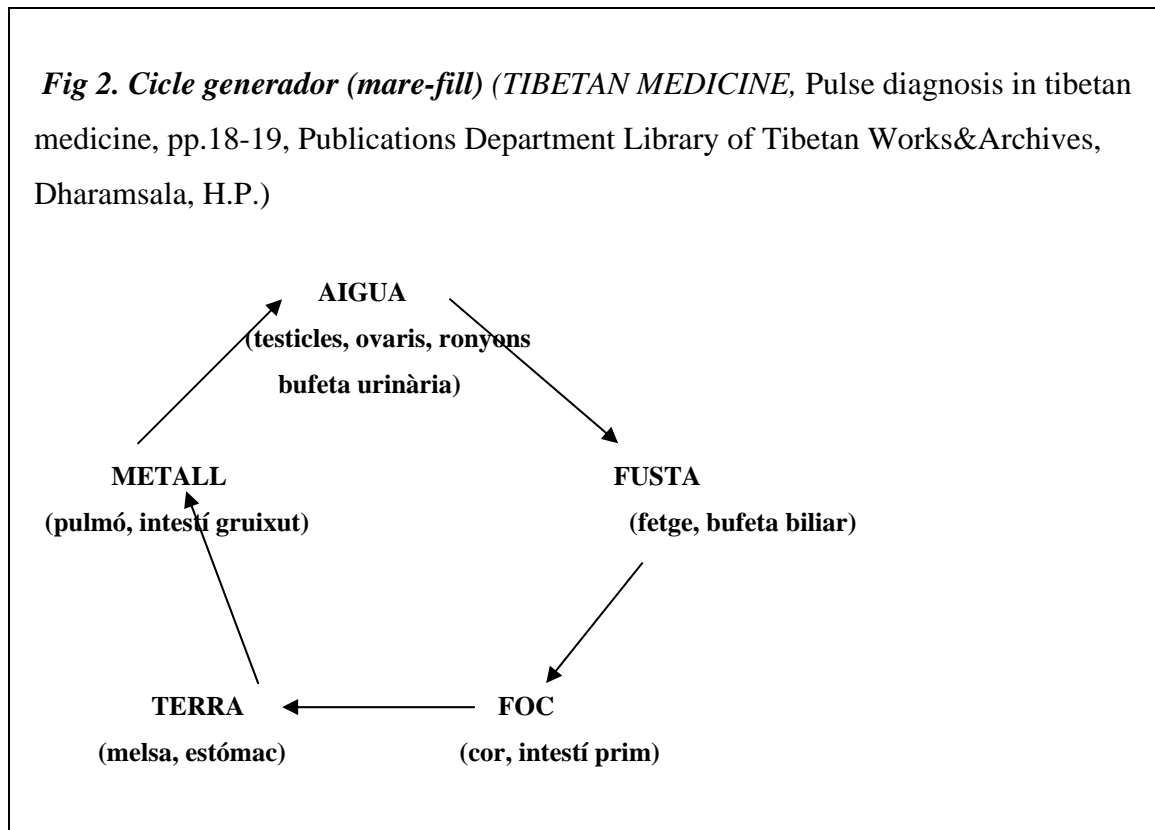 Fig 2. Cicle generador (mare-fill) (TIBETAN MEDICINE, Pulse diagnosis in tibetan
medicine, pp.18-19, Publications Department Library of Tibetan Works&Archives,
Dharamsala, H.P.)
AIGUA
(testicles, ovaris, ronyons
bufeta urinària)
METALL
(pulmó, intestí gruixut)
FUSTA
(fetge, bufeta biliar)
TERRA
(melsa, estómac)
FOC
(cor, intestí prim)